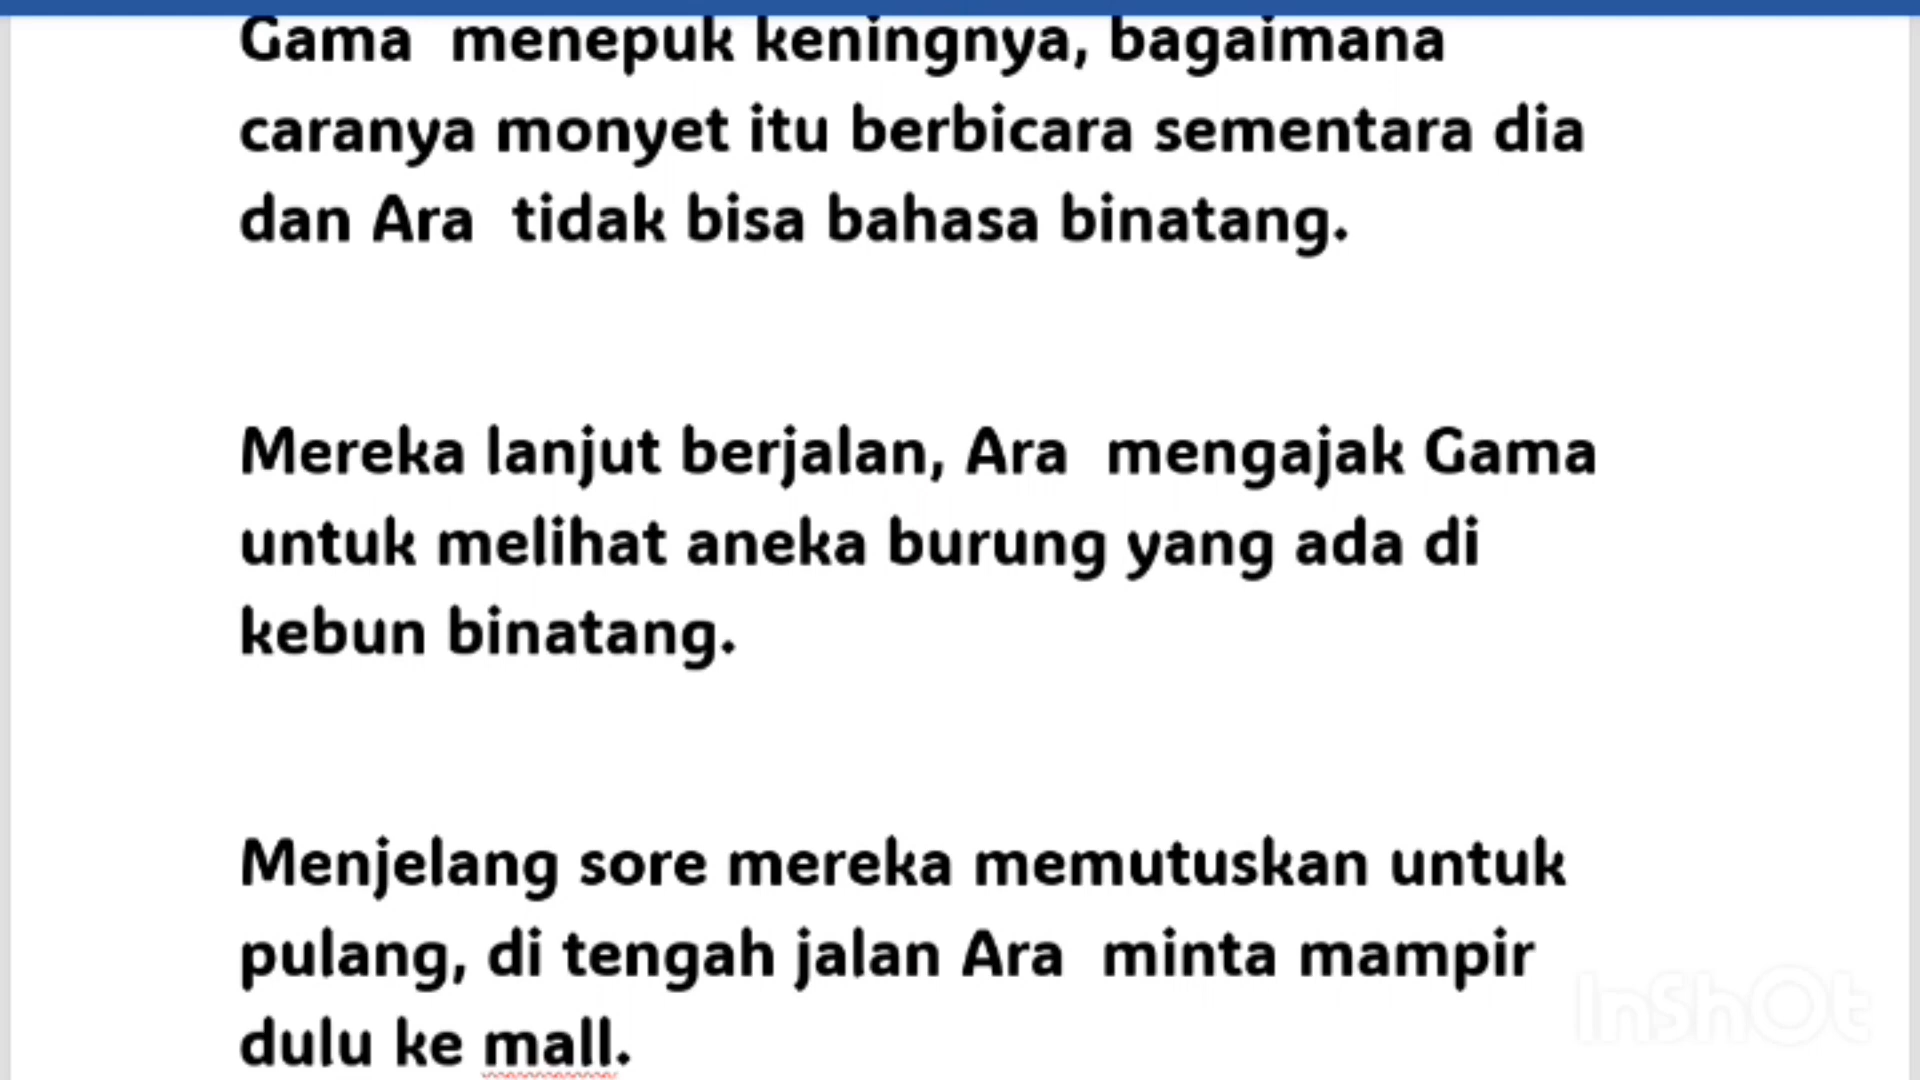 Gama  menepuk keningnya, bagaimana
caranya monyet itu berbicara sementara dia
dan Ara  tidak bisa bahasa binatang.
Mereka lanjut berjalan, Ara  mengajak Gama
untuk melihat aneka burung yang ada di
kebun binatang.
Menjelang sore mereka memutuskan untuk
pulang, di tengah jalan Ara  minta mampir
dulu ke mall.
InShOt